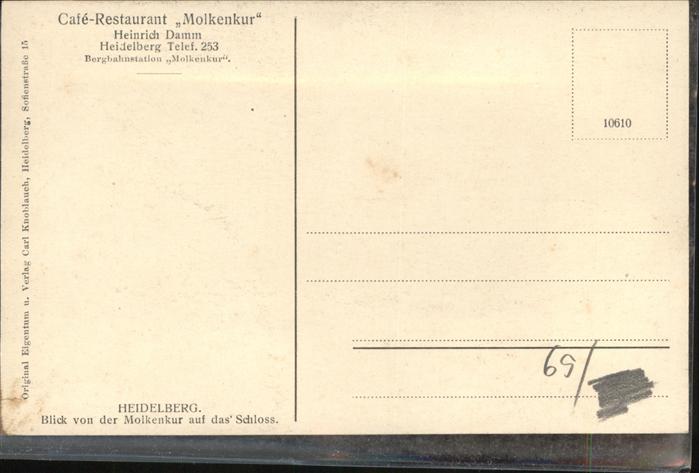 Café-Restaurant „Molkenkur“
Heinrich Damm
Heidelberg Telef. 253
Bergbahnstation „Molkenkur“.
Original Eigentum u. Verlag Carl Knoblauch, Heidelberg, Sofienstraße 15
10610
59/
HEIDELBERG.
Blick von der Molkenkur auf das Schloss.